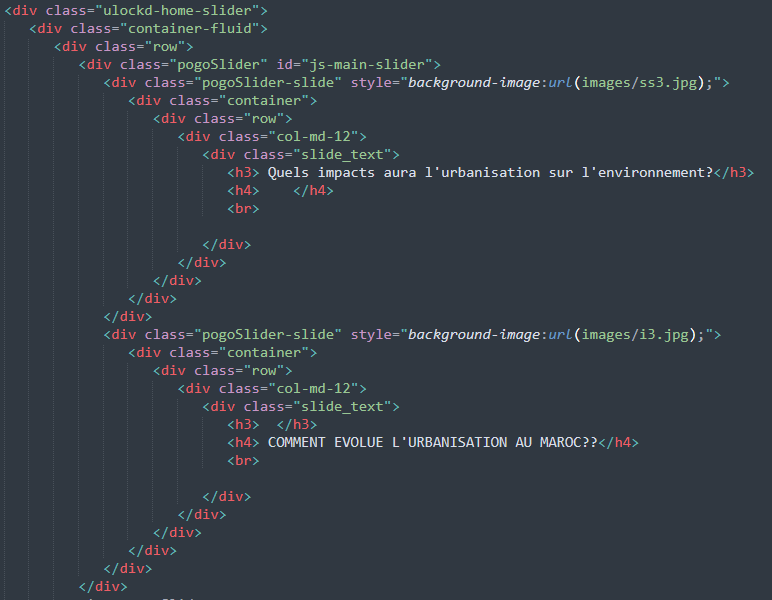 <div class="ulockd-home-slider">
<div class="container-fluid">
<div class="row">
<div class="pogoSlider" id="js-main-slider">
<div class="pogoSlider-slide" style="background-image:url(images/ss3.jpg);">
<div class="container">
<div class="row">
<div class="col-md-12">
<div class="slide_text">
<h3> Quels impacts aura l'urbanisation sur l'environnement?</h3>
<h4>    </h4>
<br>
</div>
</div>
</div>
</div>
</div>
<div class="pogoSlider-slide" style="background-image:url(images/i3.jpg);">
<div class="container">
<div class="row">
<div class="col-md-12">
<div class="slide_text">
<h3>  </h3>
<h4> COMMENT EVOLUE L'URBANISATION AU MAROC??</h4>
<br>
</div>
</div>
</div>
</div>
</div>
</div>